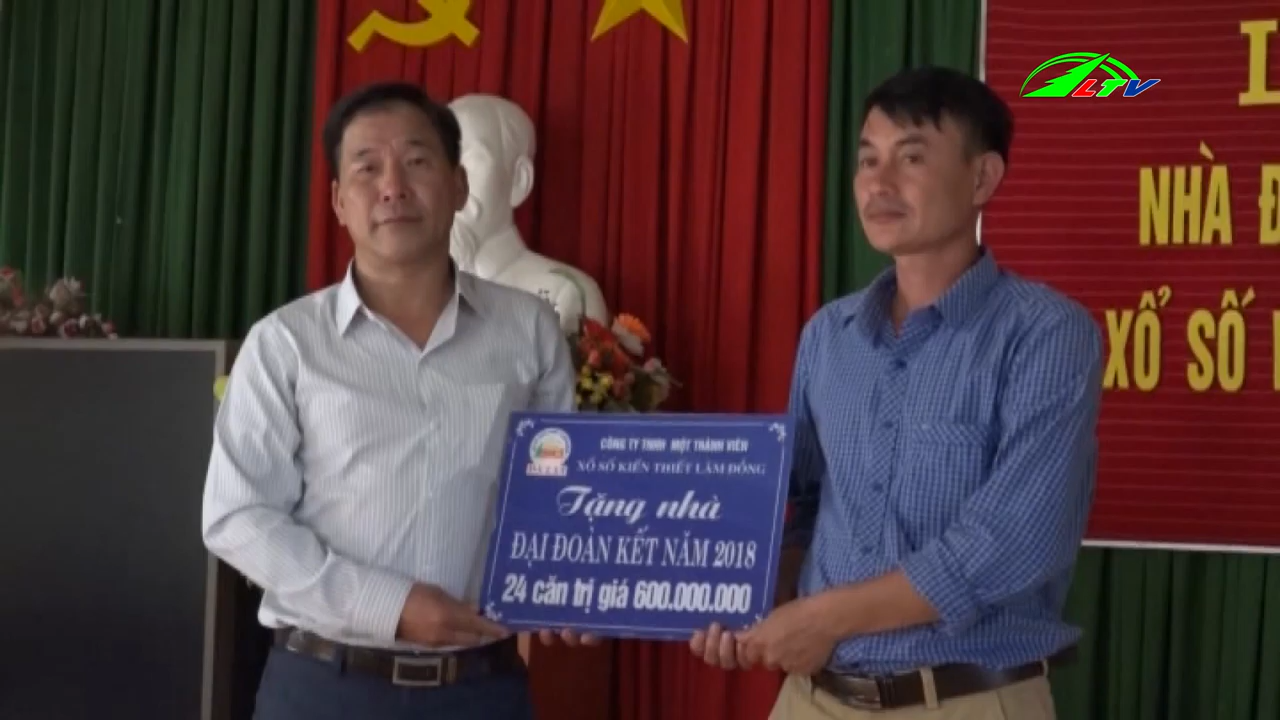 LTV
NHÀ Đ
XỔ SỐ
CÔNG TY TNHH MỘT THÀNH VIÊN
XỔ SỐ KIẾN THIẾT LÂM ĐỒNG
Tặng nhà
ĐẠI ĐOÀN KẾT NĂM 2018
24 căn trị giá 600.000.000